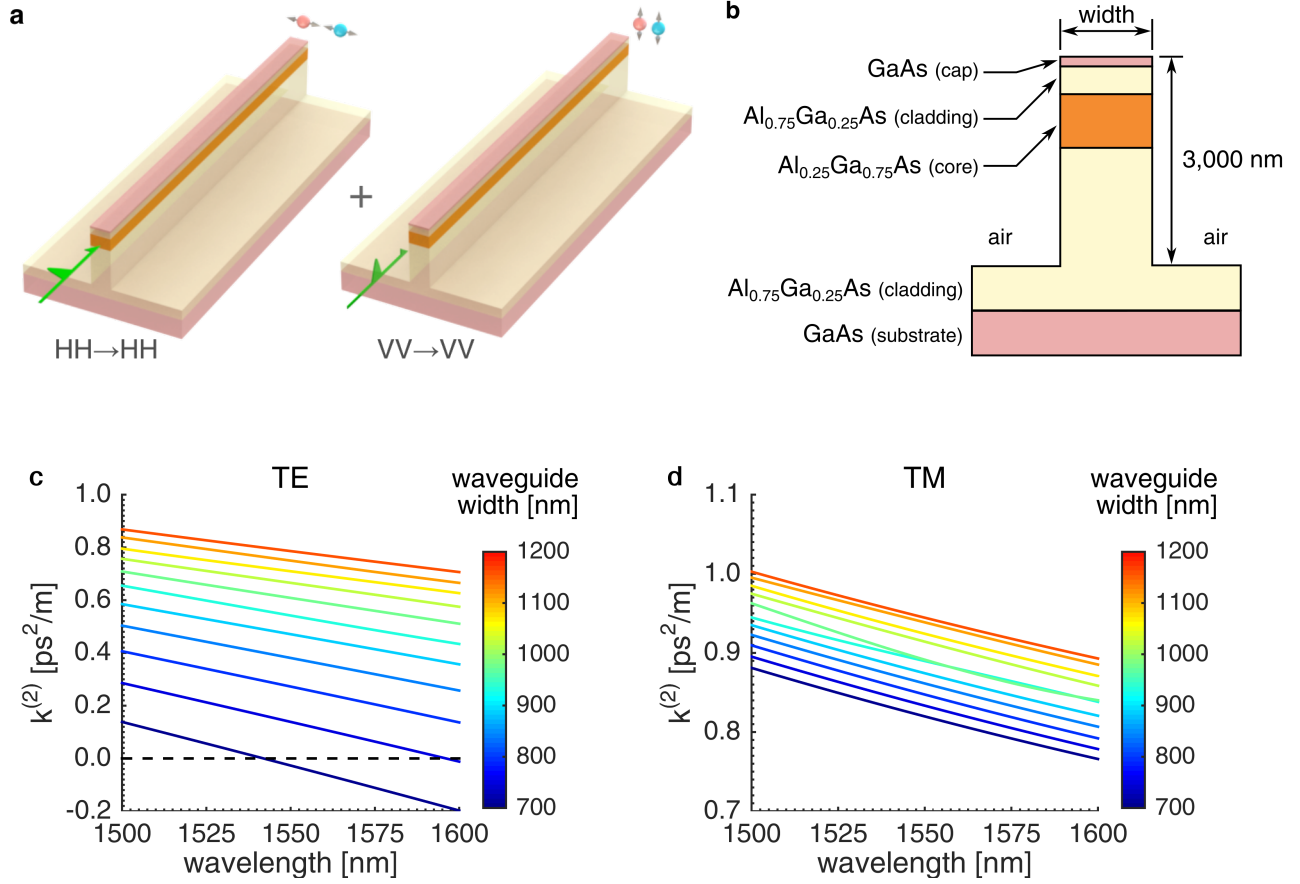 a
+
HH→HH
VV→VV
b
width
GaAs (cap)
Al0.75Ga0.25As (cladding)
Al0.25Ga0.75As (core)
3,000 nm
air
air
Al0.75Ga0.25As (cladding)
GaAs (substrate)
c
TE
waveguide
width [nm]
1.0
0.8
0.6
0.4
0.2
0.0
-0.2
k(2) [ps2/m]
1500
1525
1550
1575
1600
wavelength [nm]
1200
1100
1000
900
800
700
d
TM
waveguide
width [nm]
1.1
1.0
0.9
0.8
0.7
k(2) [ps2/m]
1500
1525
1550
1575
1600
wavelength [nm]
1200
1100
1000
900
800
700